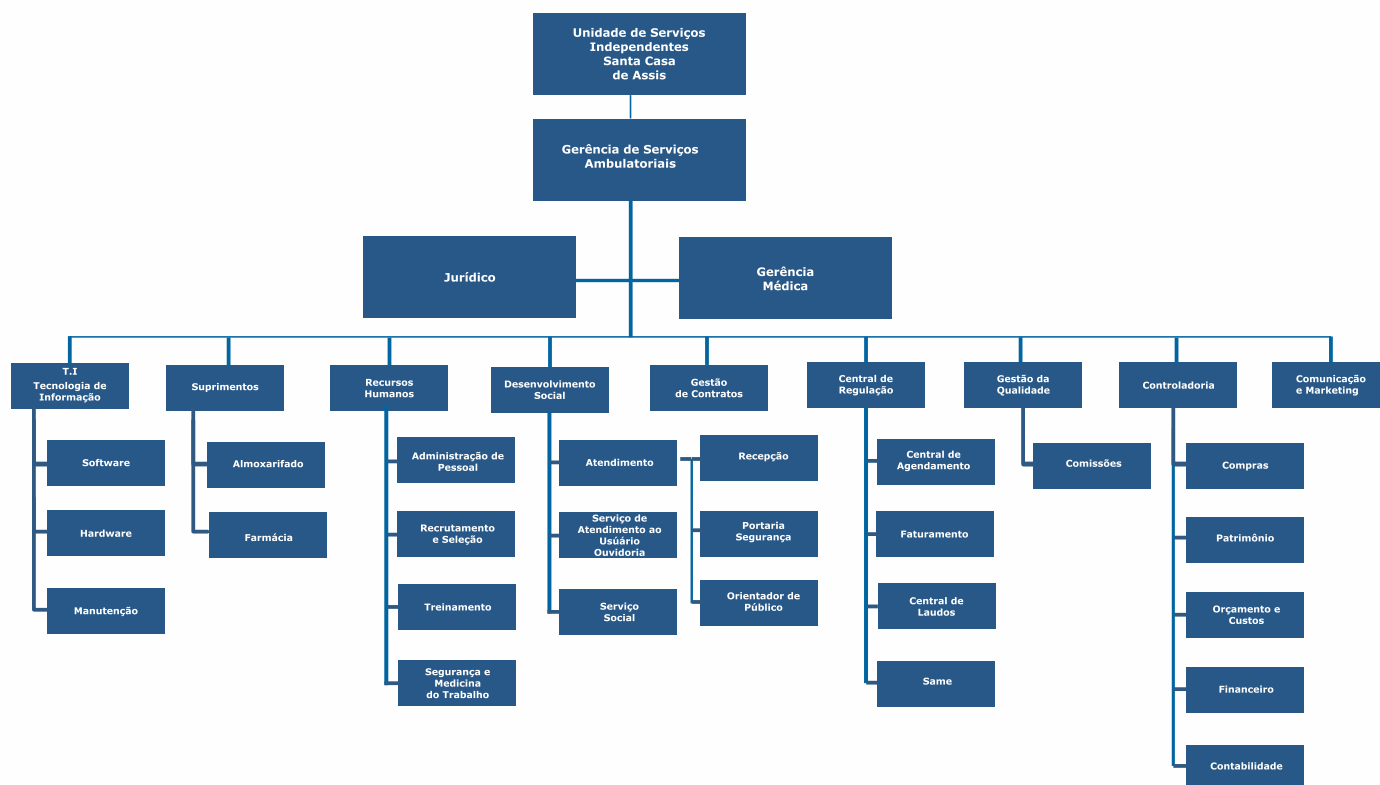 Unidade de Serviços
Independentes
Santa Casa
de Assis
Gerência de Serviços
Ambulatoriais
Jurídico
Gerência
Médica
T.I
Tecnologia de
Informação
Suprimentos
Recursos
Humanos
Desenvolvimento
Social
Gestão
de Contratos
Central de
Regulação
Gestão da
Qualidade
Controladoria
Comunicação
e Marketing
Software
Hardware
Manutenção
Almoxarifado
Farmácia
Administração de
Pessoal
Recrutamento
e Seleção
Treinamento
Segurança e
Medicina
do Trabalho
Atendimento
Serviço de
Atendimento ao
Usúário
Ouvidoria
Serviço
Social
Recepção
Portaria
Segurança
Orientador de
Público
Central de
Agendamento
Faturamento
Central de
Laudos
Same
Comissões
Compras
Patrimônio
Orçamento e
Custos
Financeiro
Contabilidade